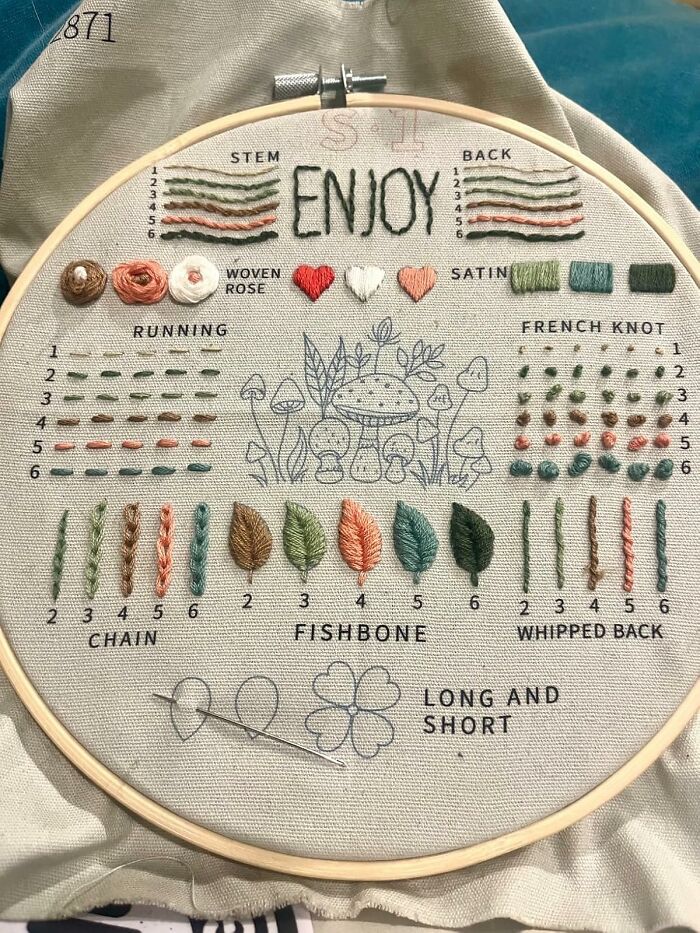 2871
S·1
STEM
1
2
3
4
5
6
ENJOY
BACK
1
2
3
4
5
6
WOVEN
ROSE
SATIN
RUNNING
1
2
3
4
5
6
FRENCH KNOT
1
2
3
4
5
6
2 3 4 5 6
CHAIN
2 3 4 5 6
FISHBONE
2 3 4 5 6
WHIPPED BACK
LONG AND
SHORT